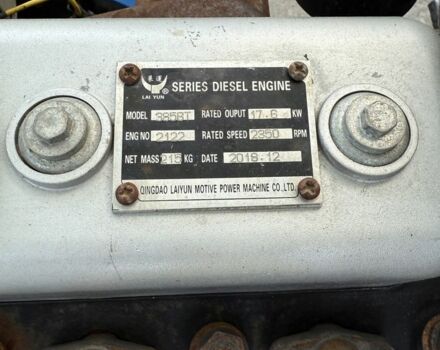 SERIES DIESEL ENGINE
LAI YUN
MODEL 385BT RATED OUPUT 17.6 KW
ENG NO 2122 RATED SPEED 2350 RPM
NET MASS 215 KG DATE 2018-12
QINGDAO LAIYUN MOTIVE POWER MACHINE CO.,LTD.